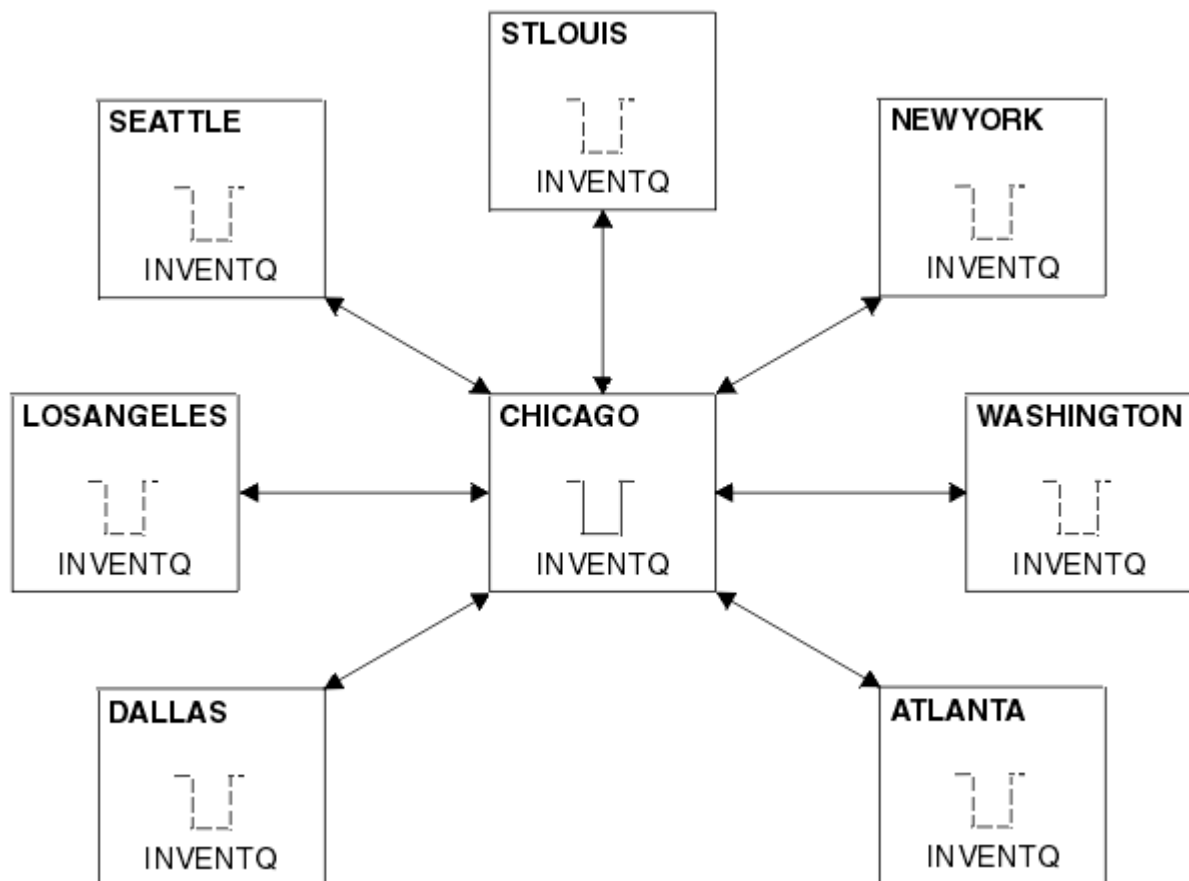 STLOUIS
INVENTQ
SEATTLE
INVENTQ
NEWYORK
INVENTQ
LOSANGELES
INVENTQ
CHICAGO
INVENTQ
WASHINGTON
INVENTQ
DALLAS
INVENTQ
ATLANTA
INVENTQ